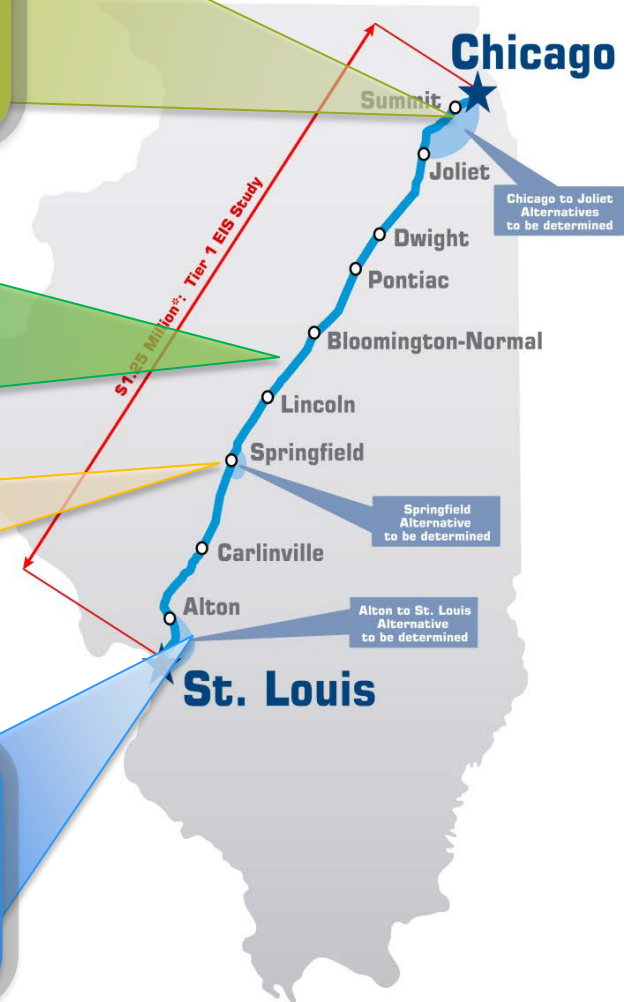 Chicago
Summit
Joliet
Chicago to Joliet
Alternatives
to be determined
Dwight
Pontiac
$1.25 Million*: Tier 1 EIS Study
Bloomington-Normal
Lincoln
Springfield
Springfield
Alternative
to be determined
Carlinville
Alton
Alton to St. Louis
Alternative
to be determined
St. Louis